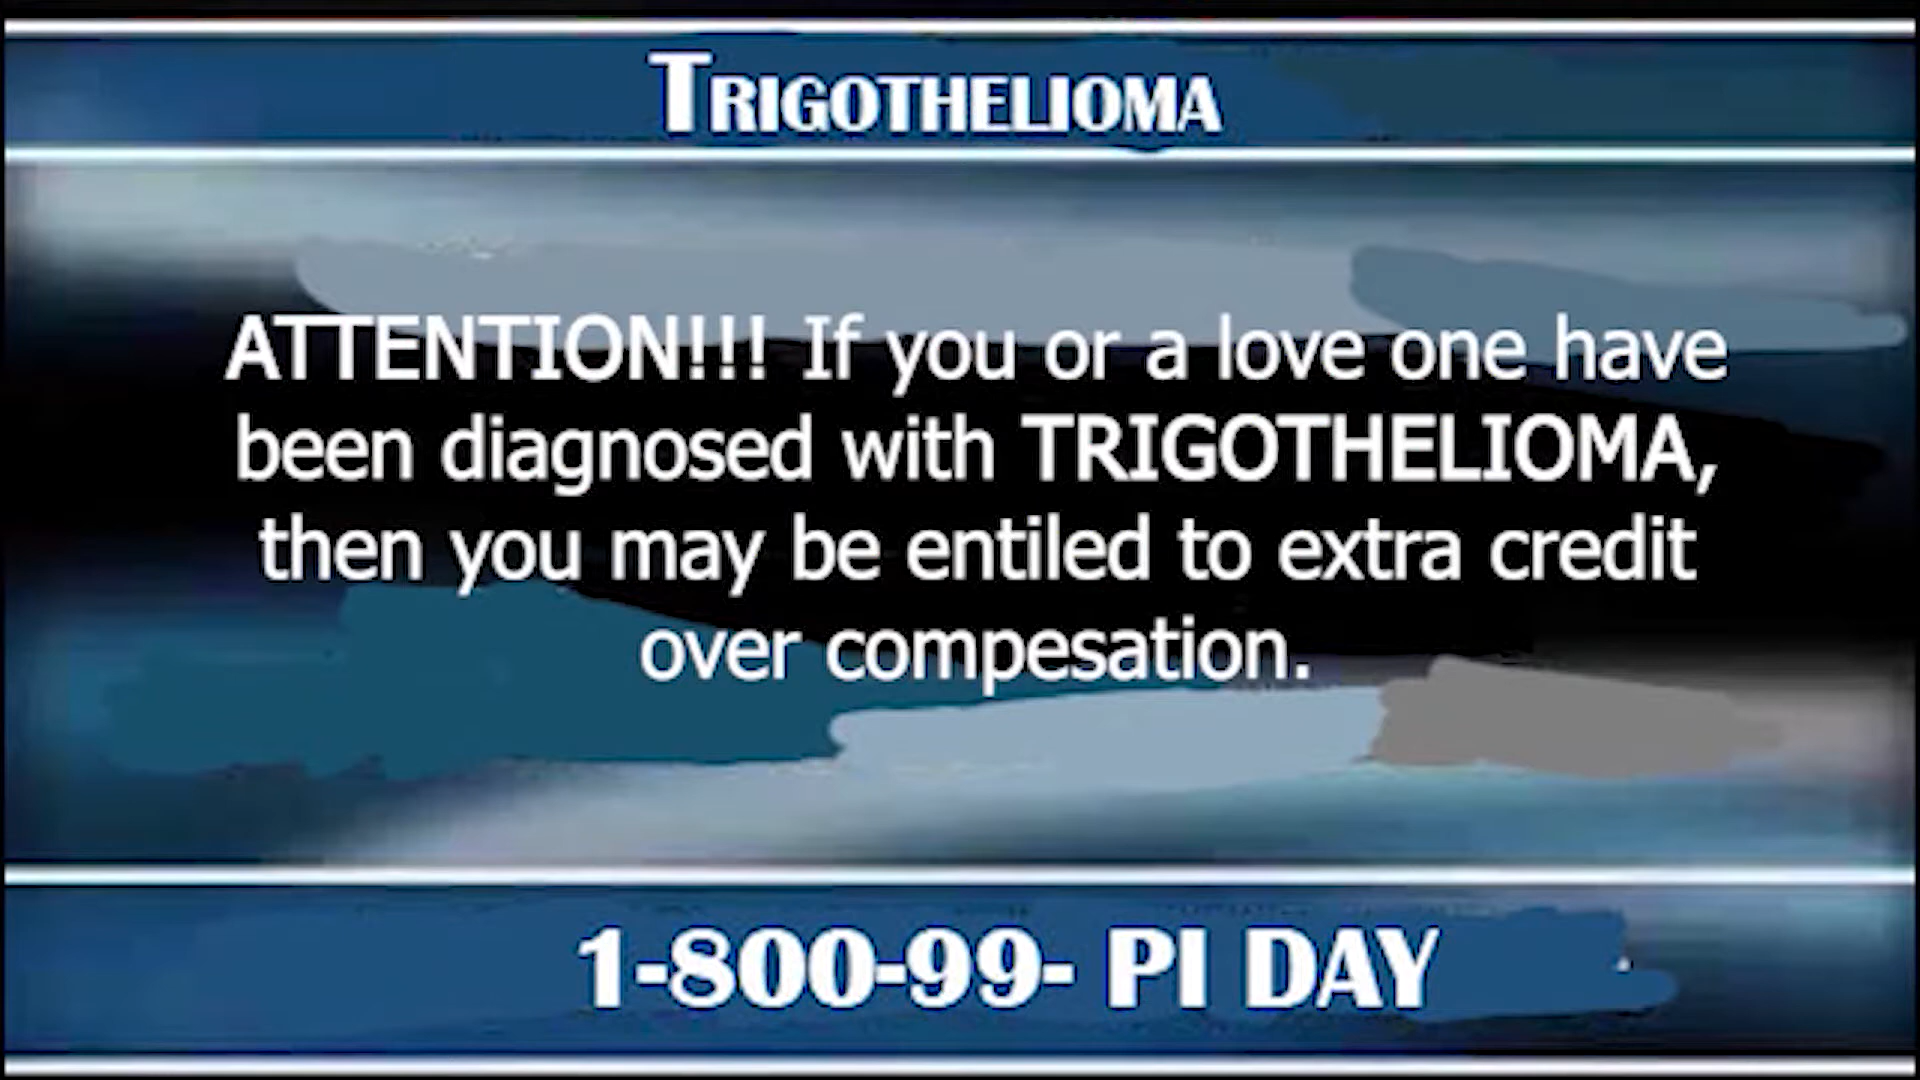 TRIGOTHELIOMA
ATTENTION!!! If you or a love one have
been diagnosed with TRIGOTHELIOMA,
then you may be entiled to extra credit
over compesation.
1-800-99- PI DAY